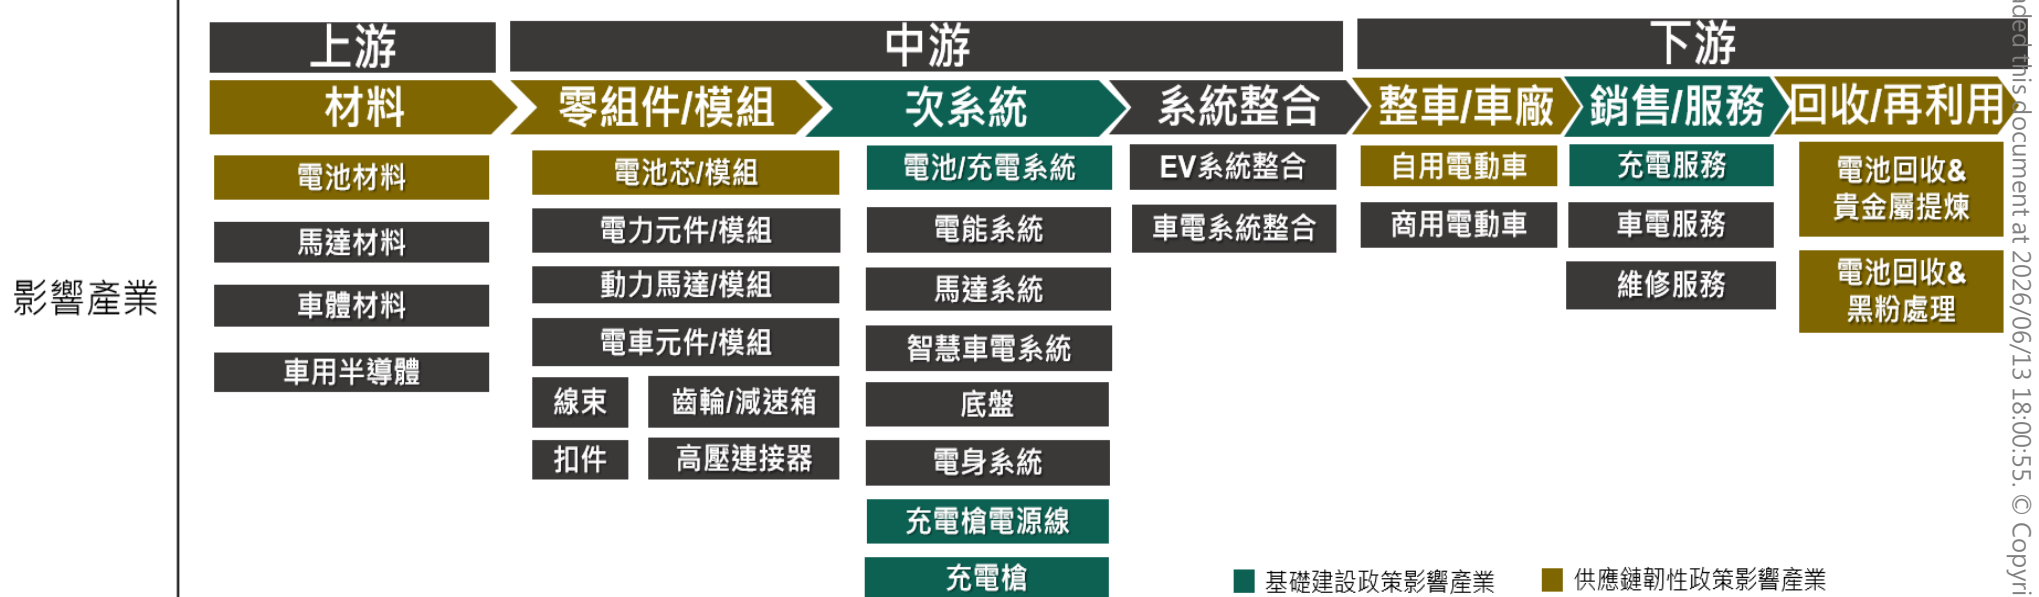 上游
中游
下游
材料
零組件/模組
次系統
系統整合
整車/車廠
銷售/服務
回收/再利用
影響產業
電池材料
馬達材料
車體材料
車用半導體
電池芯/模組
電力元件/模組
動力馬達/模組
電車元件/模組
線束
齒輪/減速箱
扣件
高壓連接器
電池/充電系統
電能系統
馬達系統
智慧車電系統
底盤
電身系統
充電槍電源線
充電槍
EV系統整合
車電系統整合
自用電動車
商用電動車
充電服務
車電服務
維修服務
電池回收&
貴金屬提煉
電池回收&
黑粉處理
基礎建設政策影響產業
供應鏈韌性政策影響產業
aded this document at 2026/06/13 18:00:55. © Copyri